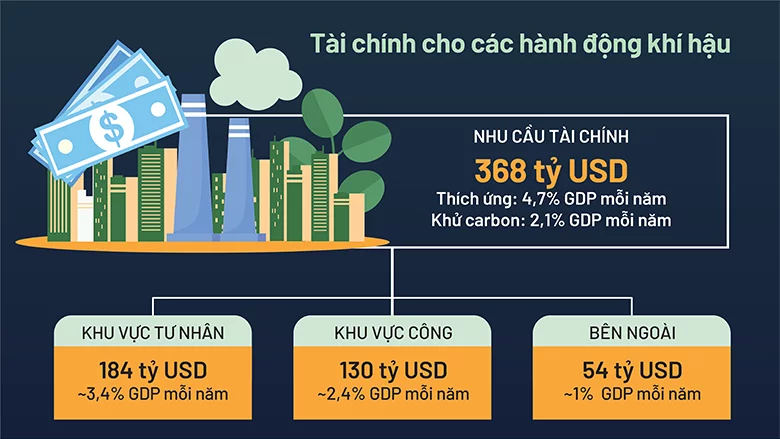 Tài chính cho các hành động khí hậu
$
NHU CẦU TÀI CHÍNH
368 tỷ USD
Thích ứng: 4,7% GDP mỗi năm
Khử carbon: 2,1% GDP mỗi năm
KHU VỰC TƯ NHÂN
184 tỷ USD
~3,4% GDP mỗi năm
KHU VỰC CÔNG
130 tỷ USD
~2,4% GDP mỗi năm
BÊN NGOÀI
54 tỷ USD
~1% GDP mỗi năm